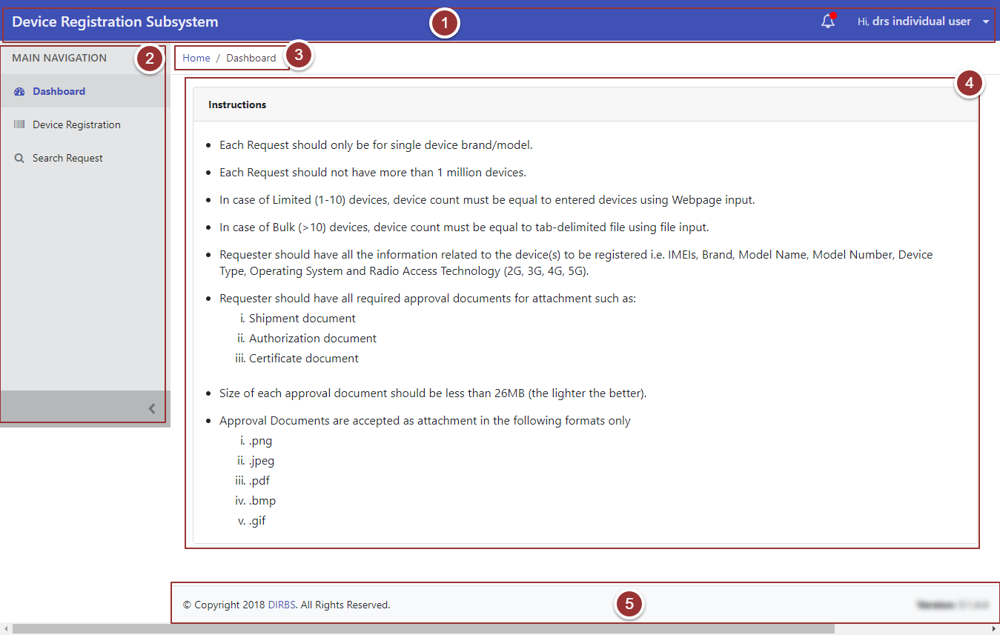 Device Registration Subsystem
1
Hi, drs individual user
MAIN NAVIGATION
2
Home / Dashboard
3
4
Dashboard
Device Registration
Search Request
Instructions
• Each Request should only be for single device brand/model.
• Each Request should not have more than 1 million devices.
• In case of Limited (1-10) devices, device count must be equal to entered devices using Webpage input.
• In case of Bulk (>10) devices, device count must be equal to tab-delimited file using file input.
• Requester should have all the information related to the device(s) to be registered i.e. IMEIs, Brand, Model Name, Model Number, Device
Type, Operating System and Radio Access Technology (2G, 3G, 4G, 5G).
• Requester should have all required approval documents for attachment such as:
i. Shipment document
ii. Authorization document
iii. Certificate document
• Size of each approval document should be less than 26MB (the lighter the better).
• Approval Documents are accepted as attachment in the following formats only
i. .png
ii. .jpeg
iii. .pdf
iv. .bmp
v. .gif
© Copyright 2018 DIRBS. All Rights Reserved.
5